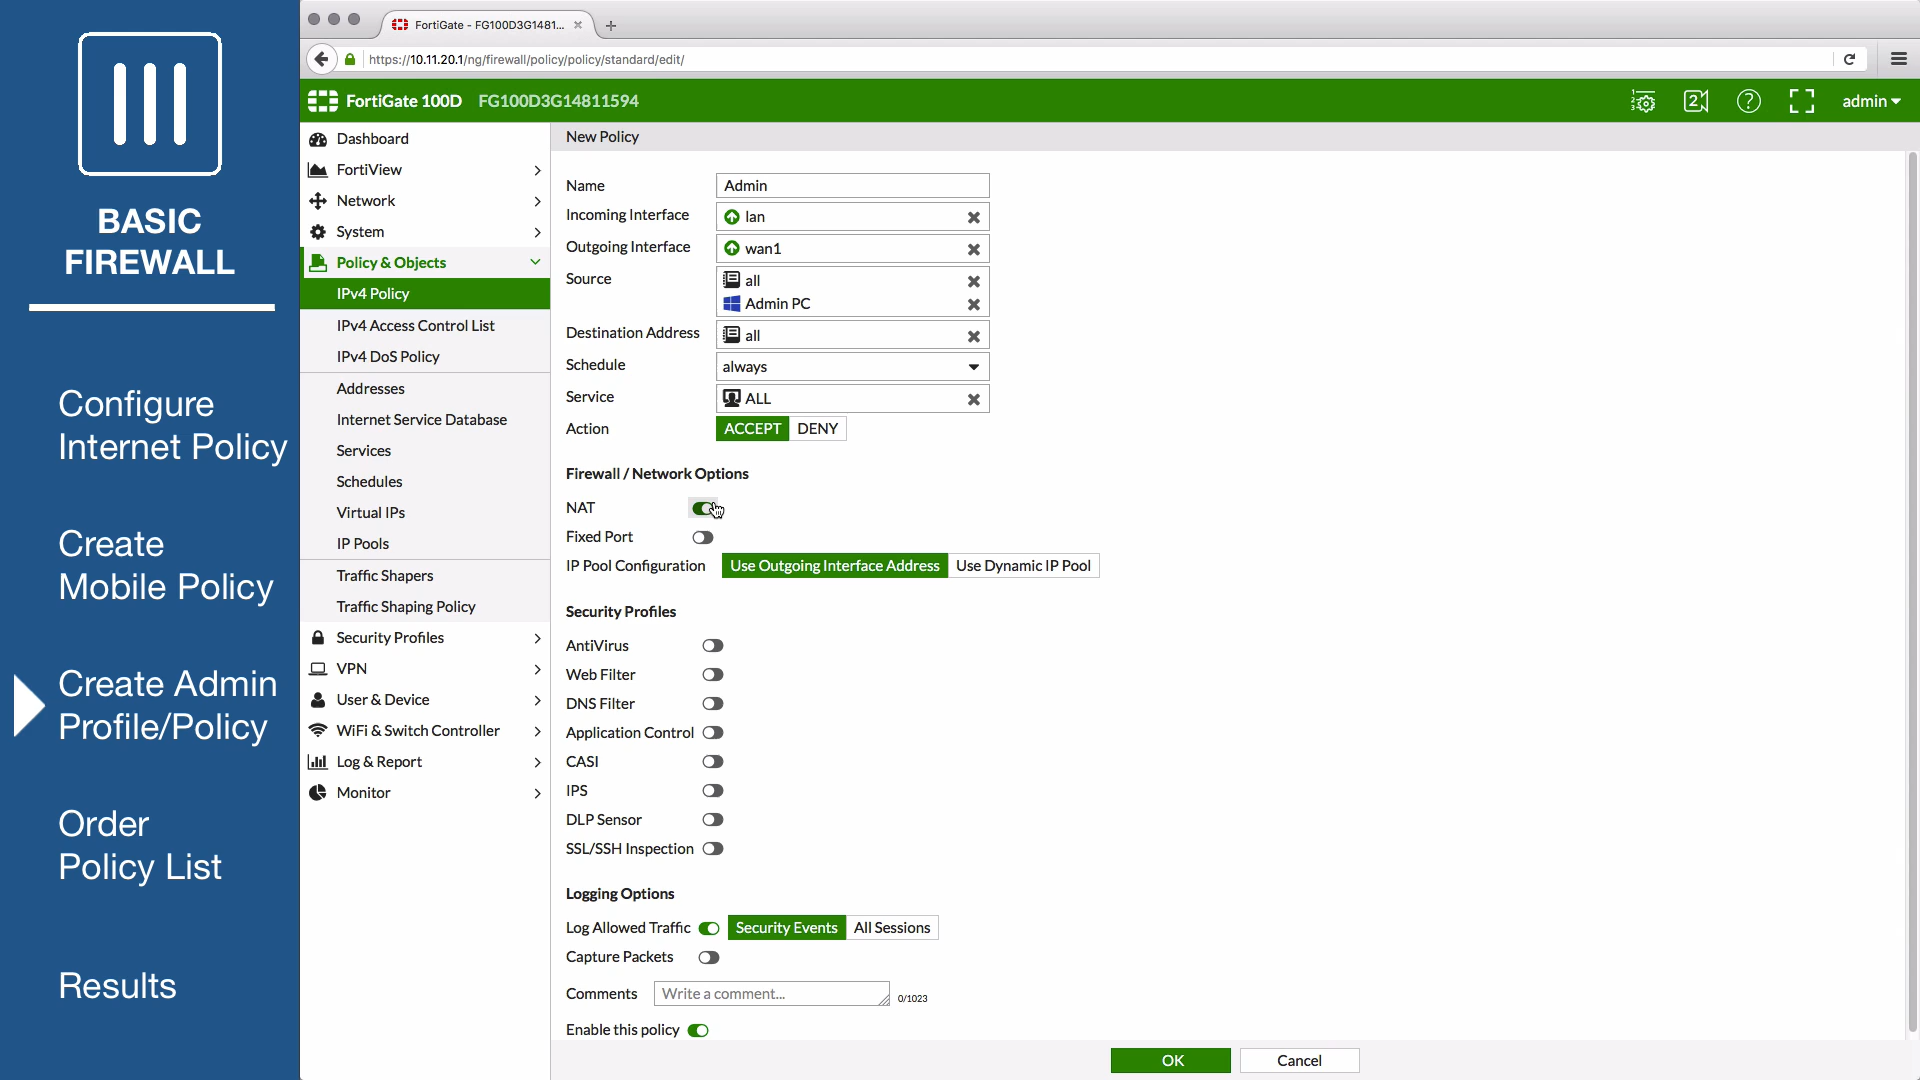 BASIC
FIREWALL
Configure
Internet Policy
Create
Mobile Policy
Create Admin
Profile/Policy
Order
Policy List
Results
FortiGate - FG100D3G1481...
https://10.11.20.1/ng/firewall/policy/policy/standard/edit/
FortiGate 100D FG100D3G14811594
2
admin
Dashboard
FortiView
Network
System
Policy & Objects
IPv4 Policy
IPv4 Access Control List
IPv4 DoS Policy
Addresses
Internet Service Database
Services
Schedules
Virtual IPs
IP Pools
Traffic Shapers
Traffic Shaping Policy
Security Profiles
VPN
User & Device
WiFi & Switch Controller
Log & Report
Monitor
New Policy
Name Admin
Incoming Interface lan
Outgoing Interface wan1
Source all
Admin PC
Destination Address all
Schedule always
Service ALL
Action ACCEPT DENY
Firewall / Network Options
NAT
Fixed Port
IP Pool Configuration Use Outgoing Interface Address Use Dynamic IP Pool
Security Profiles
AntiVirus
Web Filter
DNS Filter
Application Control
CASI
IPS
DLP Sensor
SSL/SSH Inspection
Logging Options
Log Allowed Traffic Security Events All Sessions
Capture Packets
Comments Write a comment... 0/1023
Enable this policy
OK Cancel